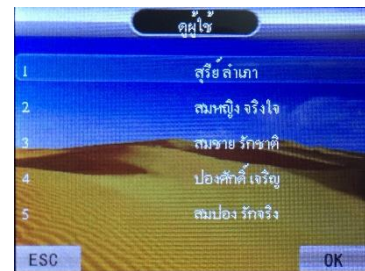 ดูผู้ใช้
1 สุรีย์ ลำเภา
2 สมหญิง จริงใจ
3 สมชาย รักชาติ
4 ปองศักดิ์ เจริญ
5 สมปอง รักจริง
ESC OK